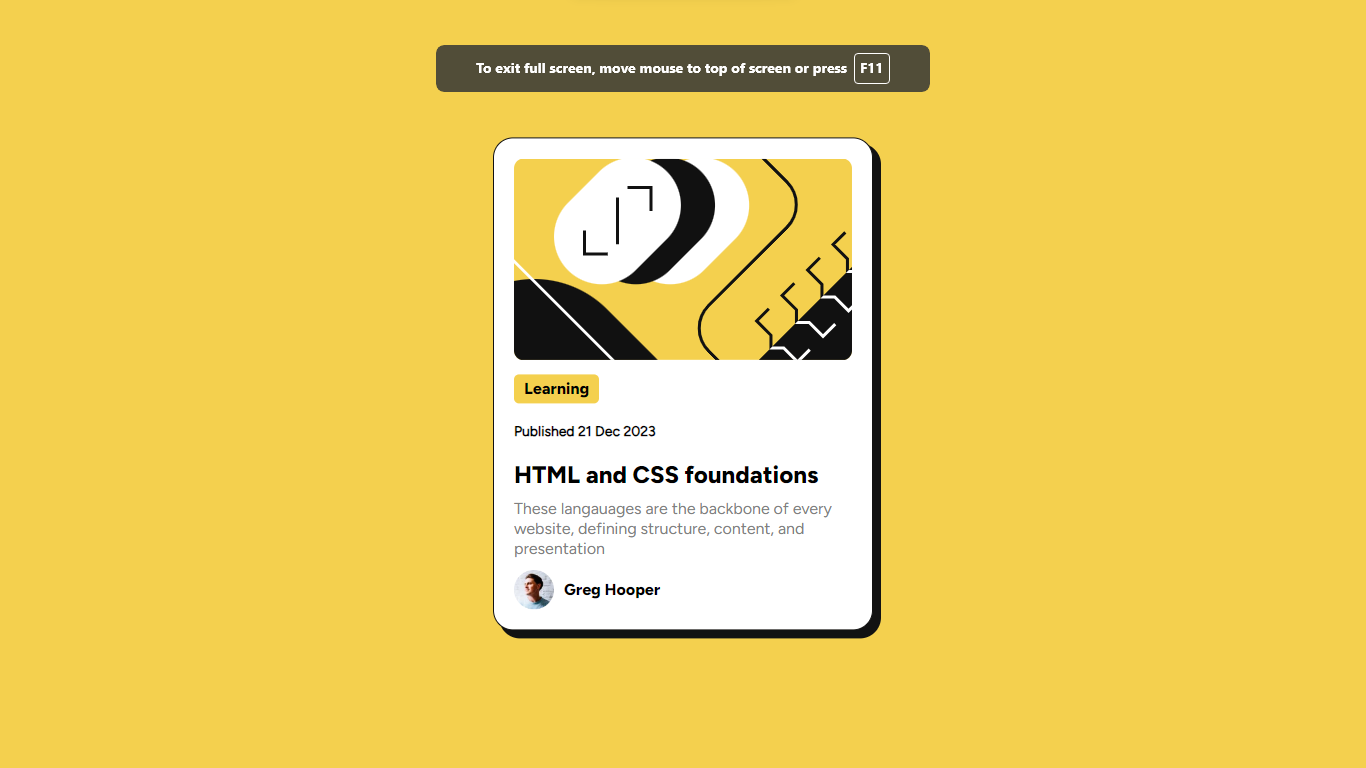 To exit full screen, move mouse to top of screen or press F11
Learning
Published 21 Dec 2023
HTML and CSS foundations
These langauages are the backbone of every
website, defining structure, content, and
presentation
Greg Hooper